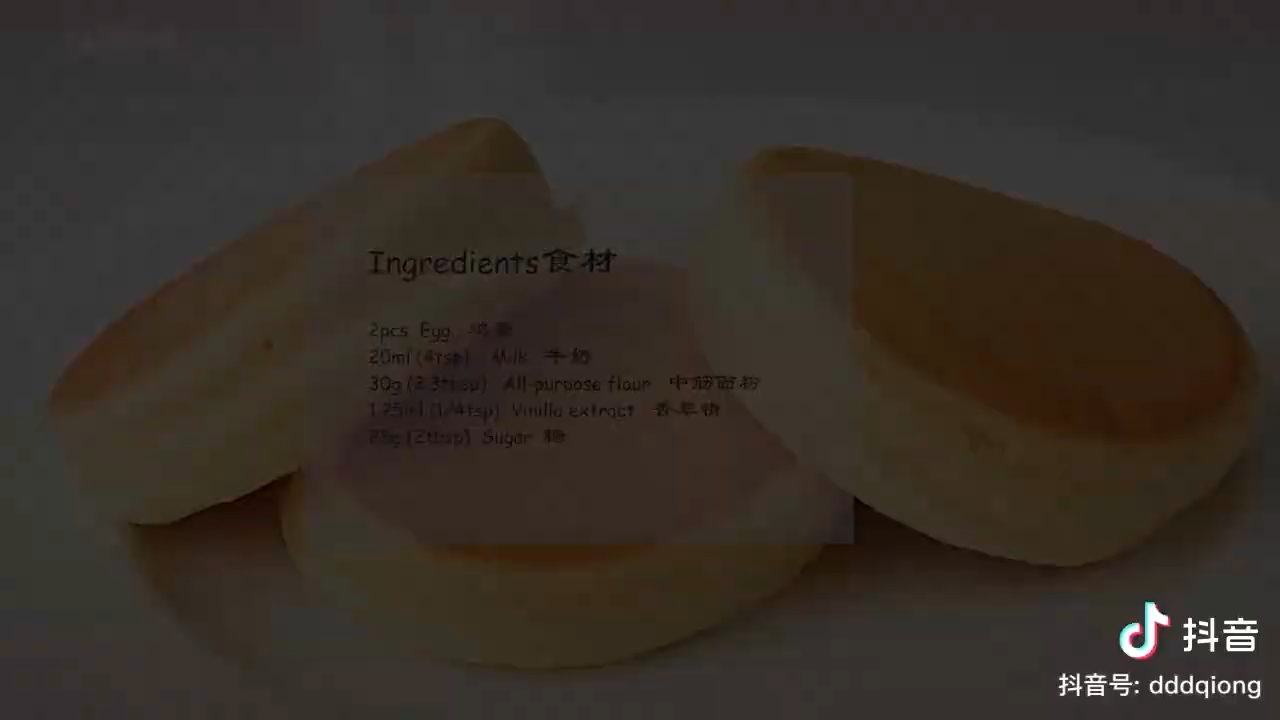 Ingredients食材
2pcs Egg 鸡蛋
20ml (4tsp) Milk 牛奶
30g (3.3tbsp) All-purpose flour 中筋面粉
1.25ml (1/4tsp) Vanilla extract 香草精
25g (2tbsp) Sugar 糖
抖音
抖音号: dddqiong